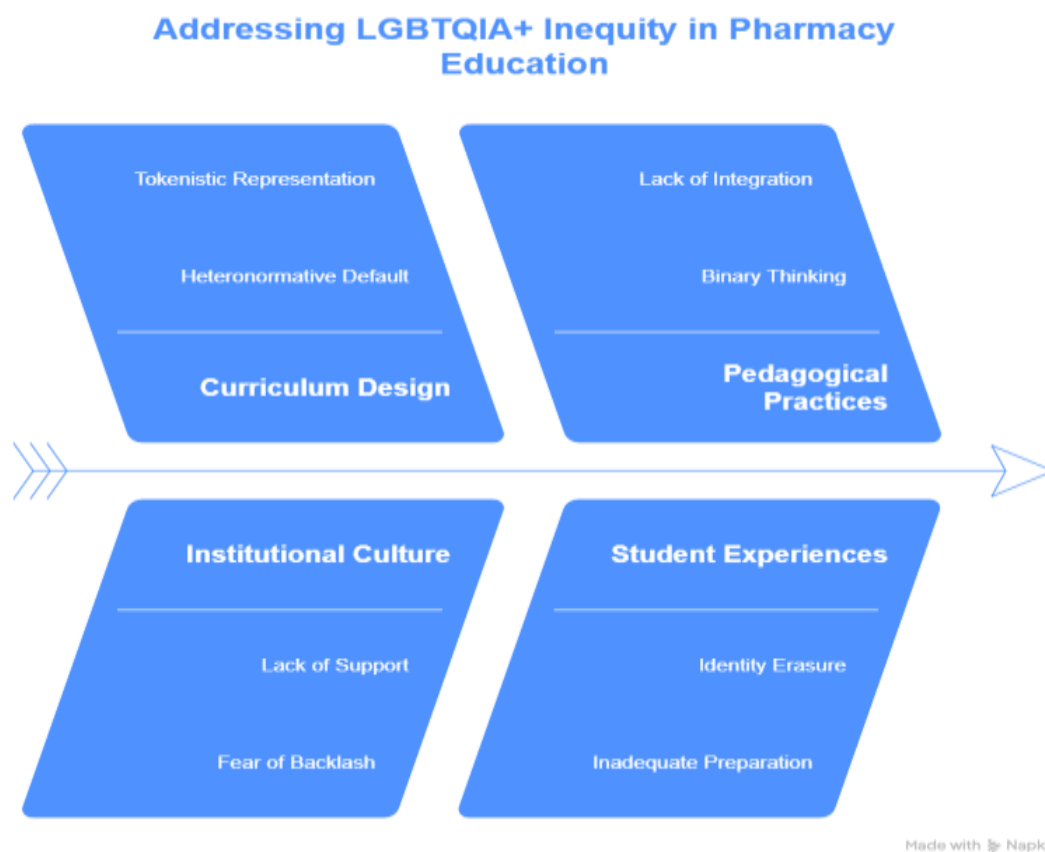 Addressing LGBTQIA+ Inequity in Pharmacy
Education
Tokenistic Representation
Heteronormative Default
Curriculum Design
Lack of Integration
Binary Thinking
Pedagogical
Practices
Institutional Culture
Lack of Support
Fear of Backlash
Student Experiences
Identity Erasure
Inadequate Preparation
Made with Napk